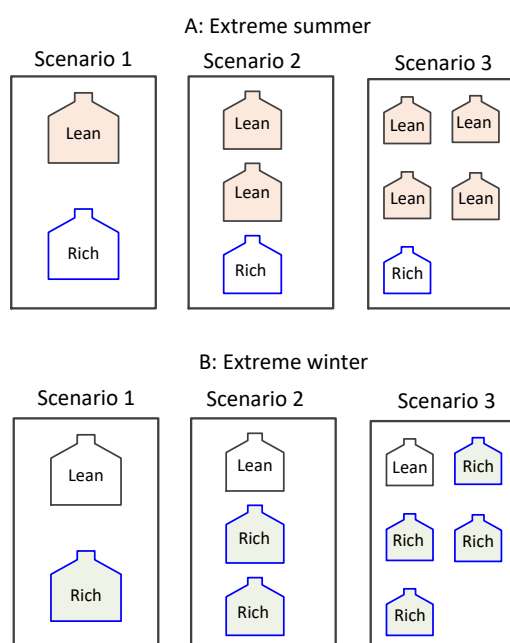 A: Extreme summer
Scenario 1
Scenario 2
Scenario 3
Lean
Rich
Lean
Lean
Rich
Lean
Lean
Lean
Lean
Rich
B: Extreme winter
Scenario 1
Scenario 2
Scenario 3
Lean
Rich
Lean
Rich
Rich
Lean
Rich
Rich
Rich
Rich